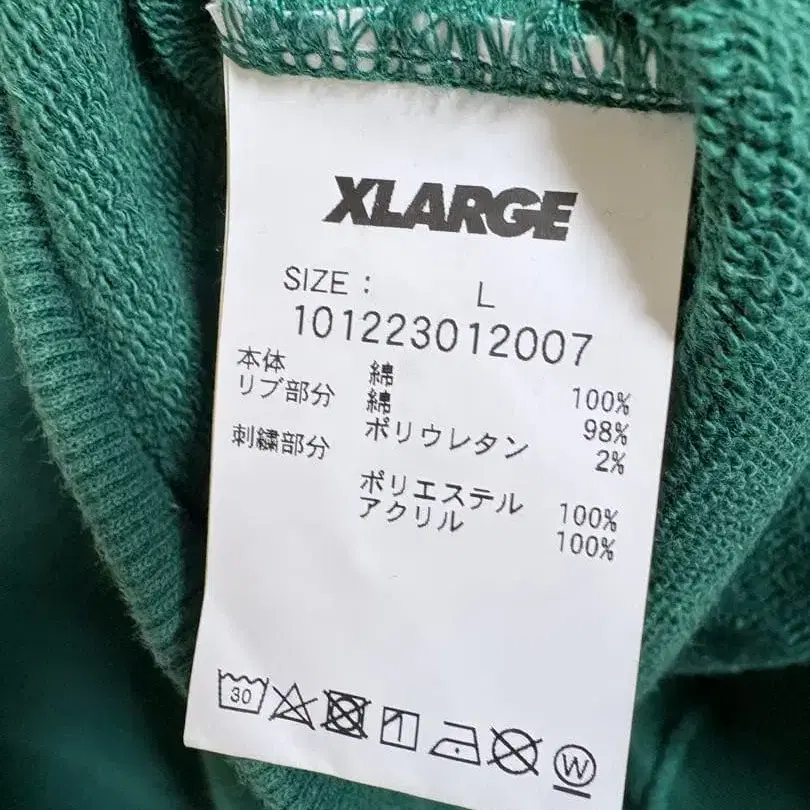 XLARGE
SIZE: L
101223012007
本体 綿 100%
リブ部分 綿 98%
ポリウレタン 2%
刺繍部分
ポリエステル 100%
アクリル 100%
30
W